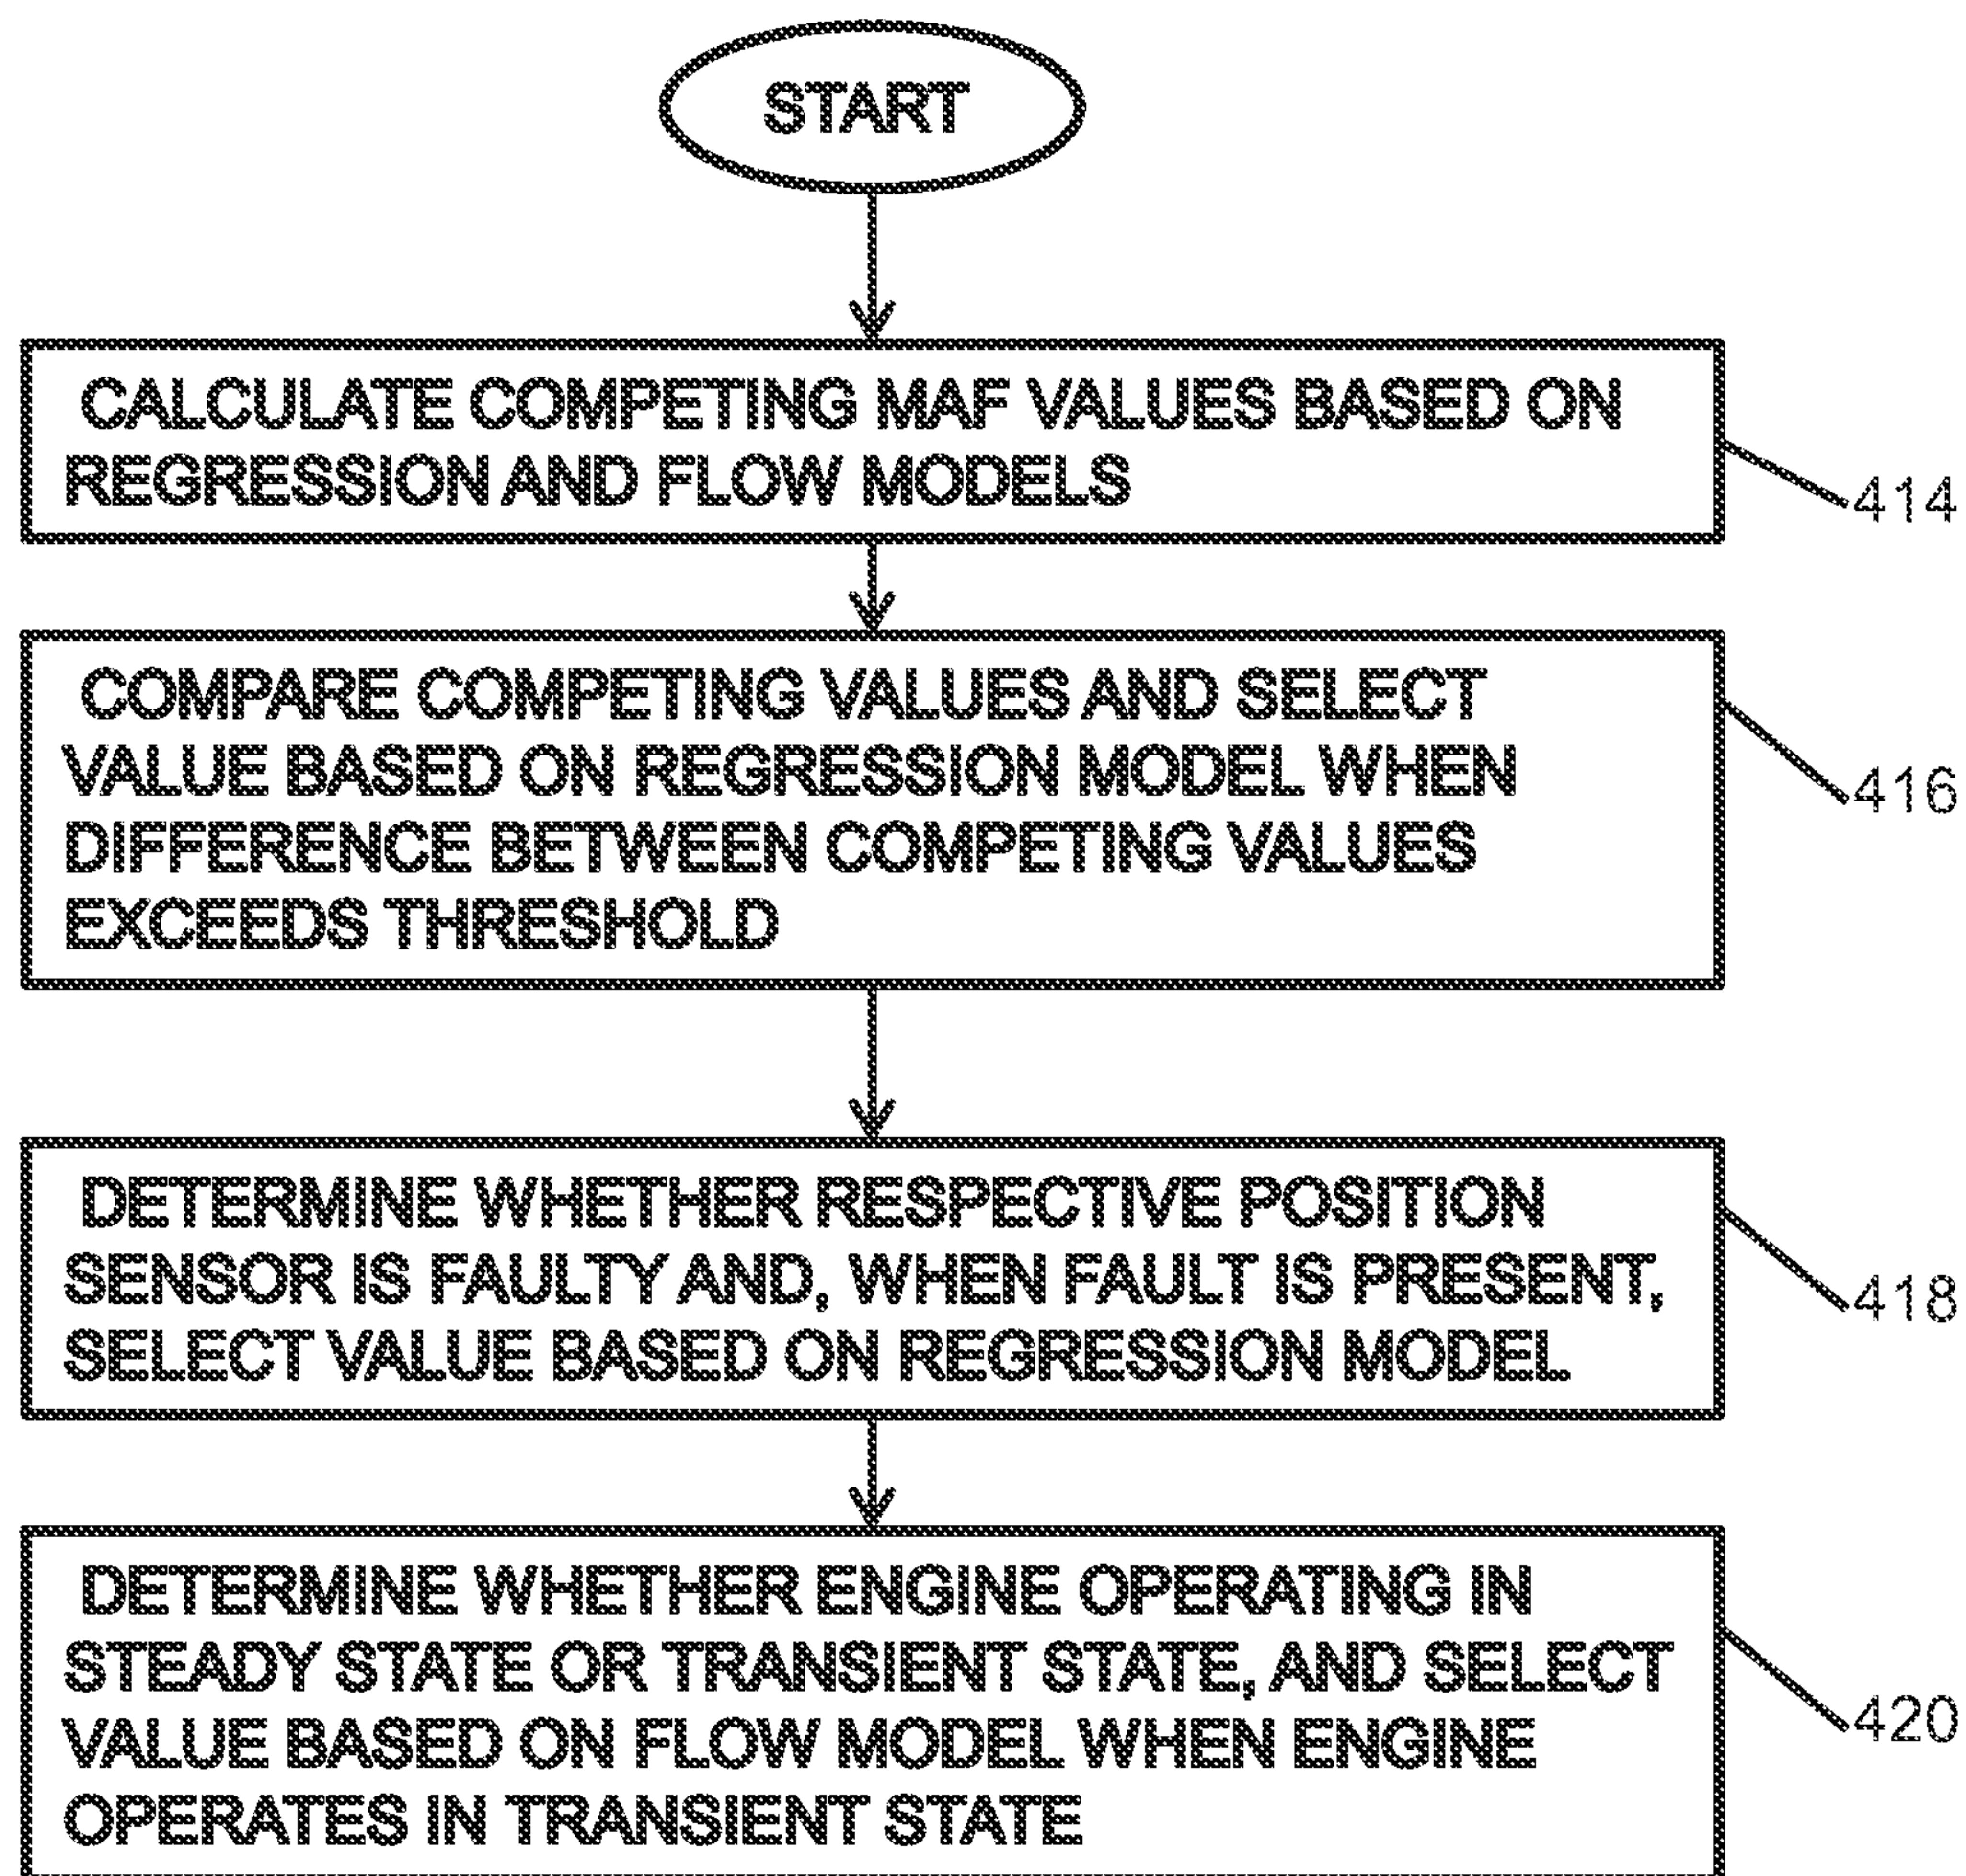 START
CALCULATE COMPETING MAF VALUES BASED ON
REGRESSION AND FLOW MODELS
414
COMPARE COMPETING VALUES AND SELECT
VALUE BASED ON REGRESSION MODEL WHEN
DIFFERENCE BETWEEN COMPETING VALUES
EXCEEDS THRESHOLD
416
DETERMINE WHETHER RESPECTIVE POSITION
SENSOR IS FAULTY AND, WHEN FAULT IS PRESENT,
SELECT VALUE BASED ON REGRESSION MODEL
418
DETERMINE WHETHER ENGINE OPERATING IN
STEADY STATE OR TRANSIENT STATE, AND SELECT
VALUE BASED ON FLOW MODEL WHEN ENGINE
OPERATES IN TRANSIENT STATE
420